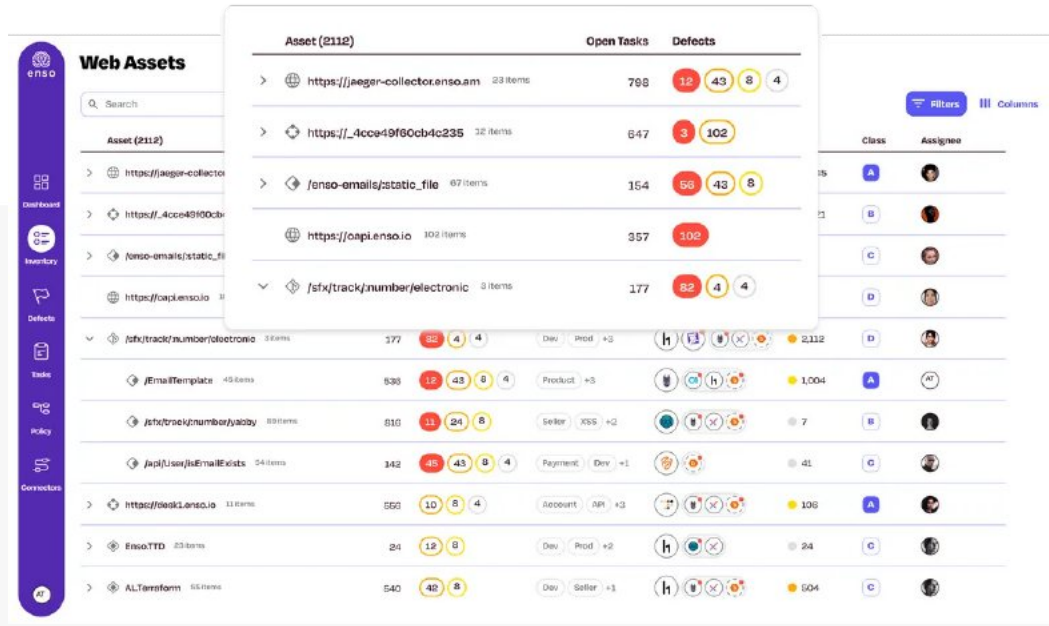 Asset (2112) Open Tasks Defects
https://jaeger-collector.enso.am 23 items 798 12 43 8 4
https://_4cce49f60cb4c235 12 items 647 3 102
/enso-emails/:static_file 67 items 154 56 43 8
https://oapi.enso.io 102 items 357 102
/sfx/track/:number/electronic 3 items 177 82 4 4
enso
Dashboard
Inventory
Defects
Tasks
Policy
Connectors
AT
Web Assets
Search
Filters Columns
Asset (2112) Class Assignee
https://jaeger-collecto A
https://_4cce49f60cb B
/enso-emails/:static_fi C
https://oapi.enso.io D
/sfx/track/:number/electronic 3 items 177 82 4 4 Dev Prod +3 h 2,112 D
/EmailTemplate 45 items 536 12 43 8 4 Product +3 h 1,004 A AT
/sfx/track/:number/yabby 816 11 24 8 Seller XSS +2 7 B
/api/User/isEmailExists 54 items 142 45 43 8 4 Payment Dev +1 41 C
https://desk1.enso.io 11 items 556 10 8 4 Account API +3 106 A
Enso.TTD 23 items 24 12 8 Dev Prod +2 h 24 C
AL.Terraform 55 items 540 42 8 Dev Seller +1 h 504 C